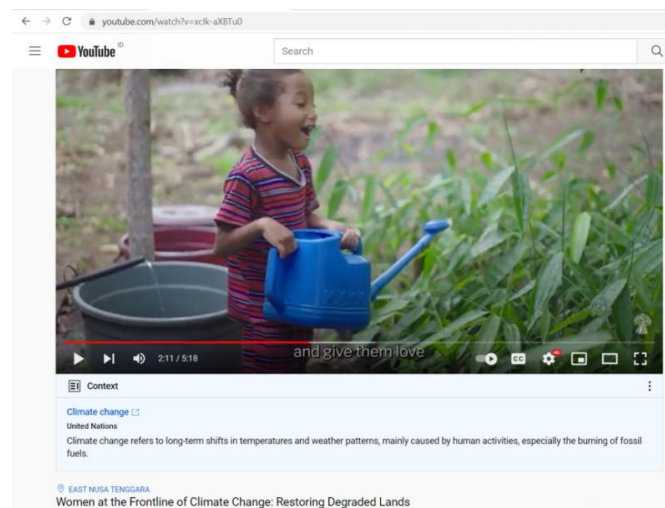 youtube.com/watch?v=xclk-aXBTu0
YouTube ID
Search
and give them love
2:11 / 5:18
CC
HD
Context
Climate change
United Nations
Climate change refers to long-term shifts in temperatures and weather patterns, mainly caused by human activities, especially the burning of fossil
fuels.
EAST NUSA TENGGARA
Women at the Frontline of Climate Change: Restoring Degraded Lands